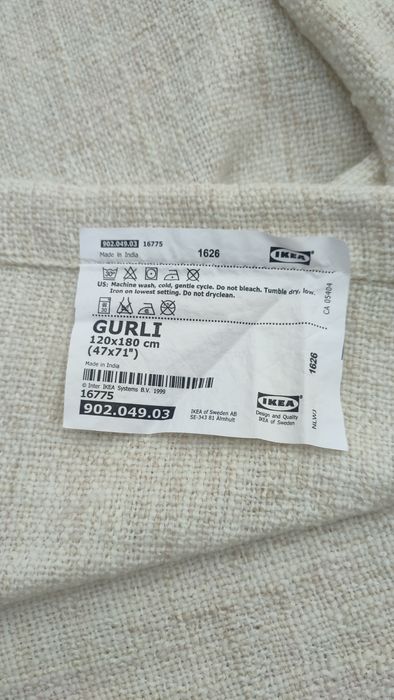 902.049.03 16775
Made in India
1626
IKEA
30°
US: Machine wash, cold, gentle cycle. Do not bleach. Tumble dry, low.
Iron on lowest setting. Do not dryclean.
CA 05404
30
GURLI
120x180 cm
(47x71")
Made in India
© Inter IKEA Systems B.V. 1999
16775
902.049.03
IKEA of Sweden AB
SE-343 81 Älmhult
IKEA
Design and Quality
IKEA of Sweden
1626